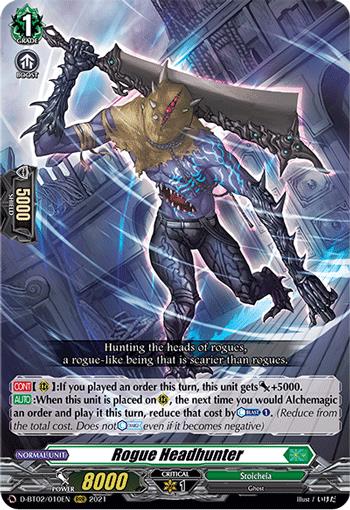 1
GRADE
BOOST
5000
SHIELD
Hunting the heads of rogues,
a rogue-like being that is scarier than rogues.
CONT【 】:If you played an order this turn, this unit gets +5000.
AUTO:When this unit is placed on , the next time you would Alchemagic
an order and play it this turn, reduce that cost by BLAST 1. (Reduce from
the total cost. Does not even if it becomes negative)
NORMAL UNIT Rogue Headhunter
POWER 8000 CRITICAL 1 Stoicheia
Ghost
D-BT02/010EN RRR 2021 Illust / いけだ